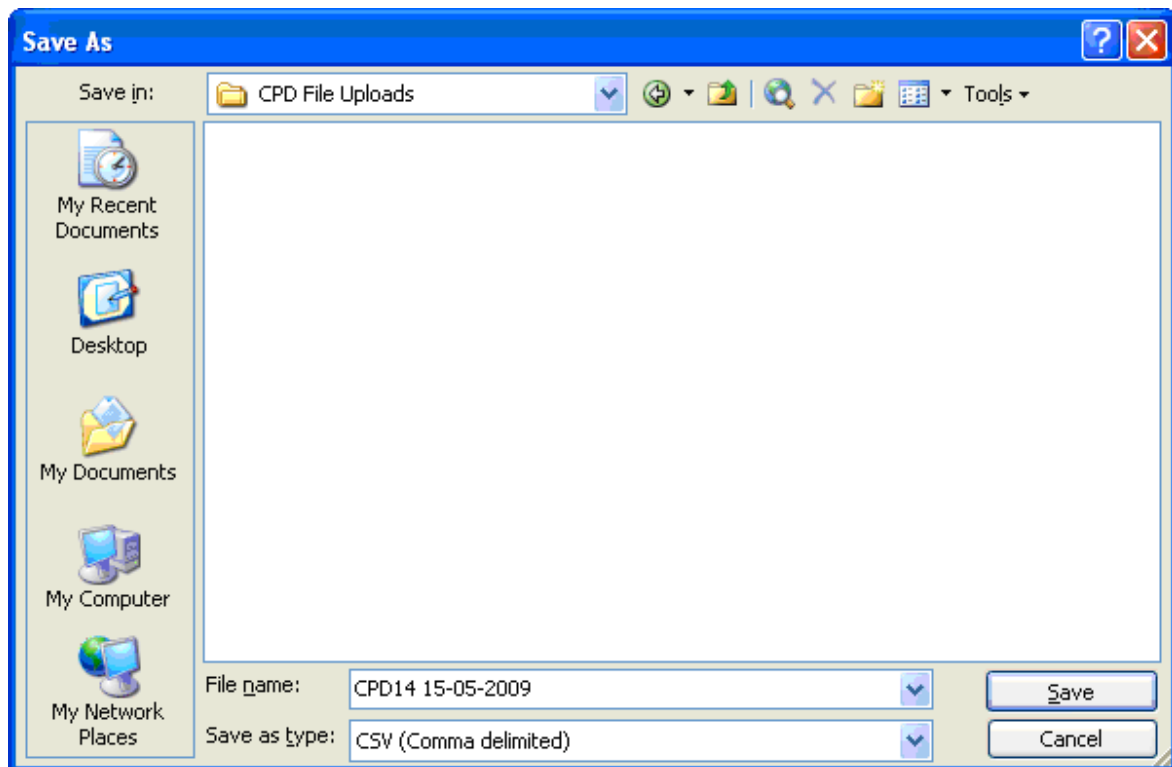 Save As
Save in:
CPD File Uploads
Tools
My Recent
Documents
Desktop
My Documents
My Computer
My Network
Places
File name:
CPD14 15-05-2009
Save
Save as type:
CSV (Comma delimited)
Cancel